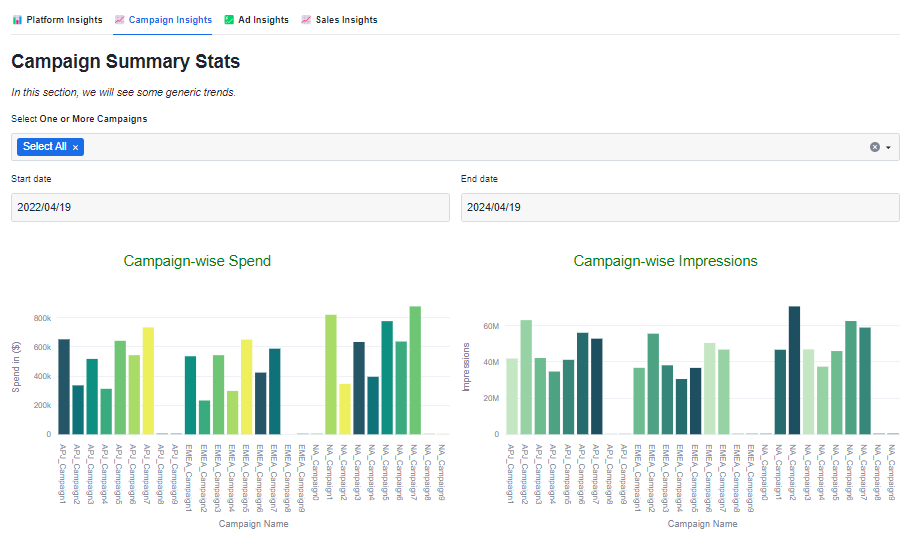 Platform Insights
Campaign Insights
Ad Insights
Sales Insights
Campaign Summary Stats
In this section, we will see some generic trends.
Select One or More Campaigns
Select All ×
Start date
End date
2022/04/19
2024/04/19
Campaign-wise Spend
Spend in ($)
800k
600k
400k
200k
0
APJ_Campaign1
APJ_Campaign2
APJ_Campaign3
APJ_Campaign4
APJ_Campaign5
APJ_Campaign6
APJ_Campaign7
APJ_Campaign8
APJ_Campaign9
EMEA_Campaign1
EMEA_Campaign2
EMEA_Campaign3
EMEA_Campaign4
EMEA_Campaign5
EMEA_Campaign6
EMEA_Campaign7
EMEA_Campaign8
EMEA_Campaign9
NA_Campaign0
NA_Campaign1
NA_Campaign2
NA_Campaign3
NA_Campaign4
NA_Campaign5
NA_Campaign6
NA_Campaign7
NA_Campaign8
NA_Campaign9
Campaign Name
Campaign-wise Impressions
Impressions
60M
40M
20M
0
APJ_Campaign1
APJ_Campaign2
APJ_Campaign3
APJ_Campaign4
APJ_Campaign5
APJ_Campaign6
APJ_Campaign7
APJ_Campaign8
APJ_Campaign9
EMEA_Campaign1
EMEA_Campaign2
EMEA_Campaign3
EMEA_Campaign4
EMEA_Campaign5
EMEA_Campaign6
EMEA_Campaign7
EMEA_Campaign8
EMEA_Campaign9
NA_Campaign0
NA_Campaign1
NA_Campaign2
NA_Campaign3
NA_Campaign4
NA_Campaign5
NA_Campaign6
NA_Campaign7
NA_Campaign8
NA_Campaign9
Campaign Name